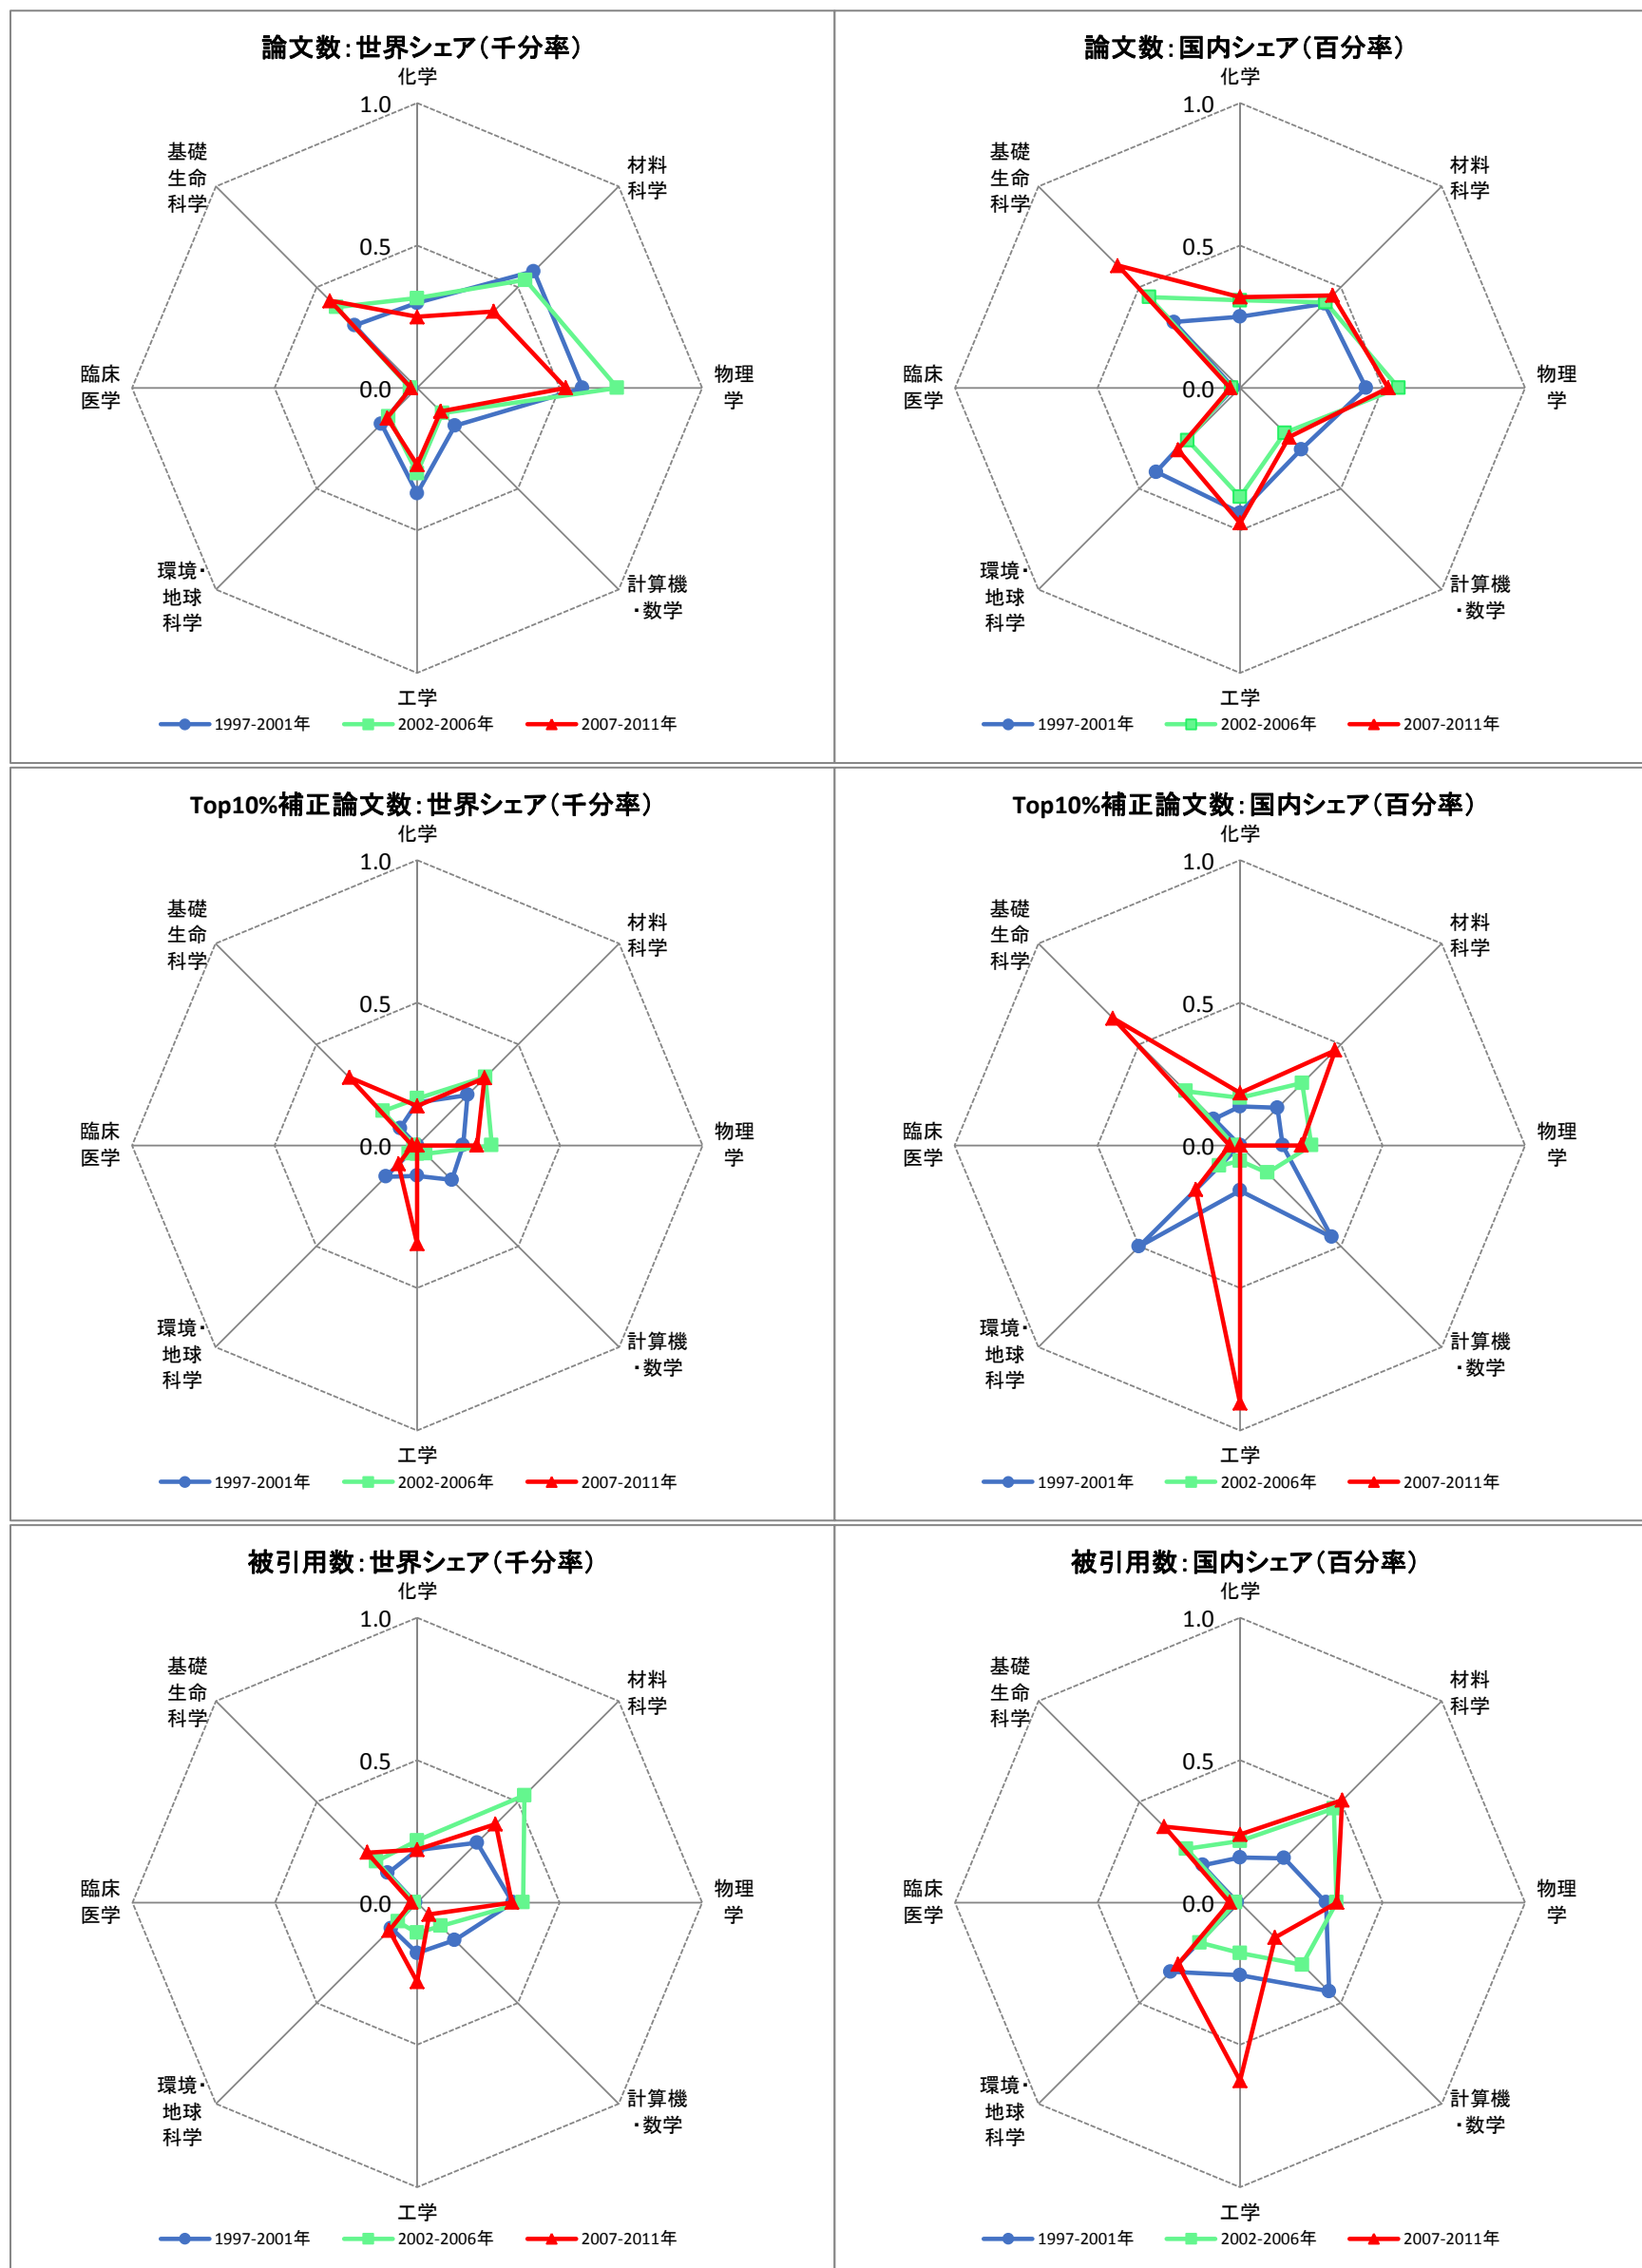 論文数：世界シェア（千分率）
化学
1.0
基礎
生命
科学
材料
科学
0.5
臨床
医学
0.0
物理
学
環境・
地球
科学
計算機
・数学
工学
1997-2001年
2002-2006年
2007-2011年
論文数：国内シェア（百分率）
化学
1.0
基礎
生命
科学
材料
科学
0.5
臨床
医学
0.0
物理
学
環境・
地球
科学
計算機
・数学
工学
1997-2001年
2002-2006年
2007-2011年
Top10%補正論文数：世界シェア（千分率）
化学
1.0
基礎
生命
科学
材料
科学
0.5
臨床
医学
0.0
物理
学
環境・
地球
科学
計算機
・数学
工学
1997-2001年
2002-2006年
2007-2011年
Top10%補正論文数：国内シェア（百分率）
化学
1.0
基礎
生命
科学
材料
科学
0.5
臨床
医学
0.0
物理
学
環境・
地球
科学
計算機
・数学
工学
1997-2001年
2002-2006年
2007-2011年
被引用数：世界シェア（千分率）
化学
1.0
基礎
生命
科学
材料
科学
0.5
臨床
医学
0.0
物理
学
環境・
地球
科学
計算機
・数学
工学
1997-2001年
2002-2006年
2007-2011年
被引用数：国内シェア（百分率）
化学
1.0
基礎
生命
科学
材料
科学
0.5
臨床
医学
0.0
物理
学
環境・
地球
科学
計算機
・数学
工学
1997-2001年
2002-2006年
2007-2011年